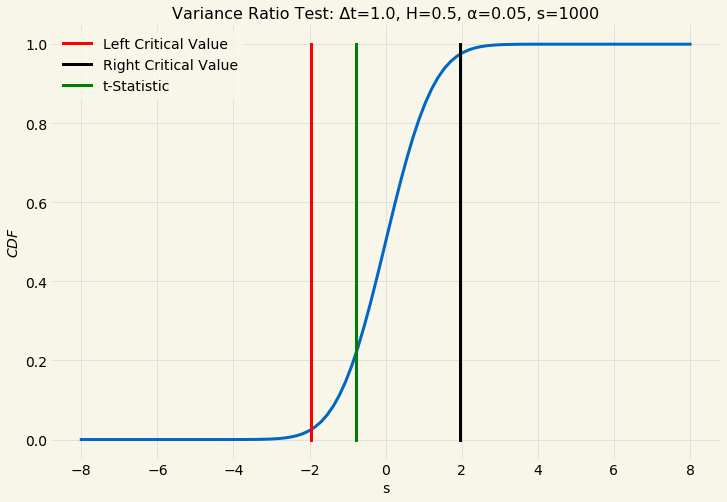 Variance Ratio Test: Δt=1.0, H=0.5, α=0.05, s=1000
Left Critical Value
Right Critical Value
t-Statistic
1.0
0.8
0.6
0.4
0.2
0.0
CDF
−8 −6 −4 −2 0 2 4 6 8
s